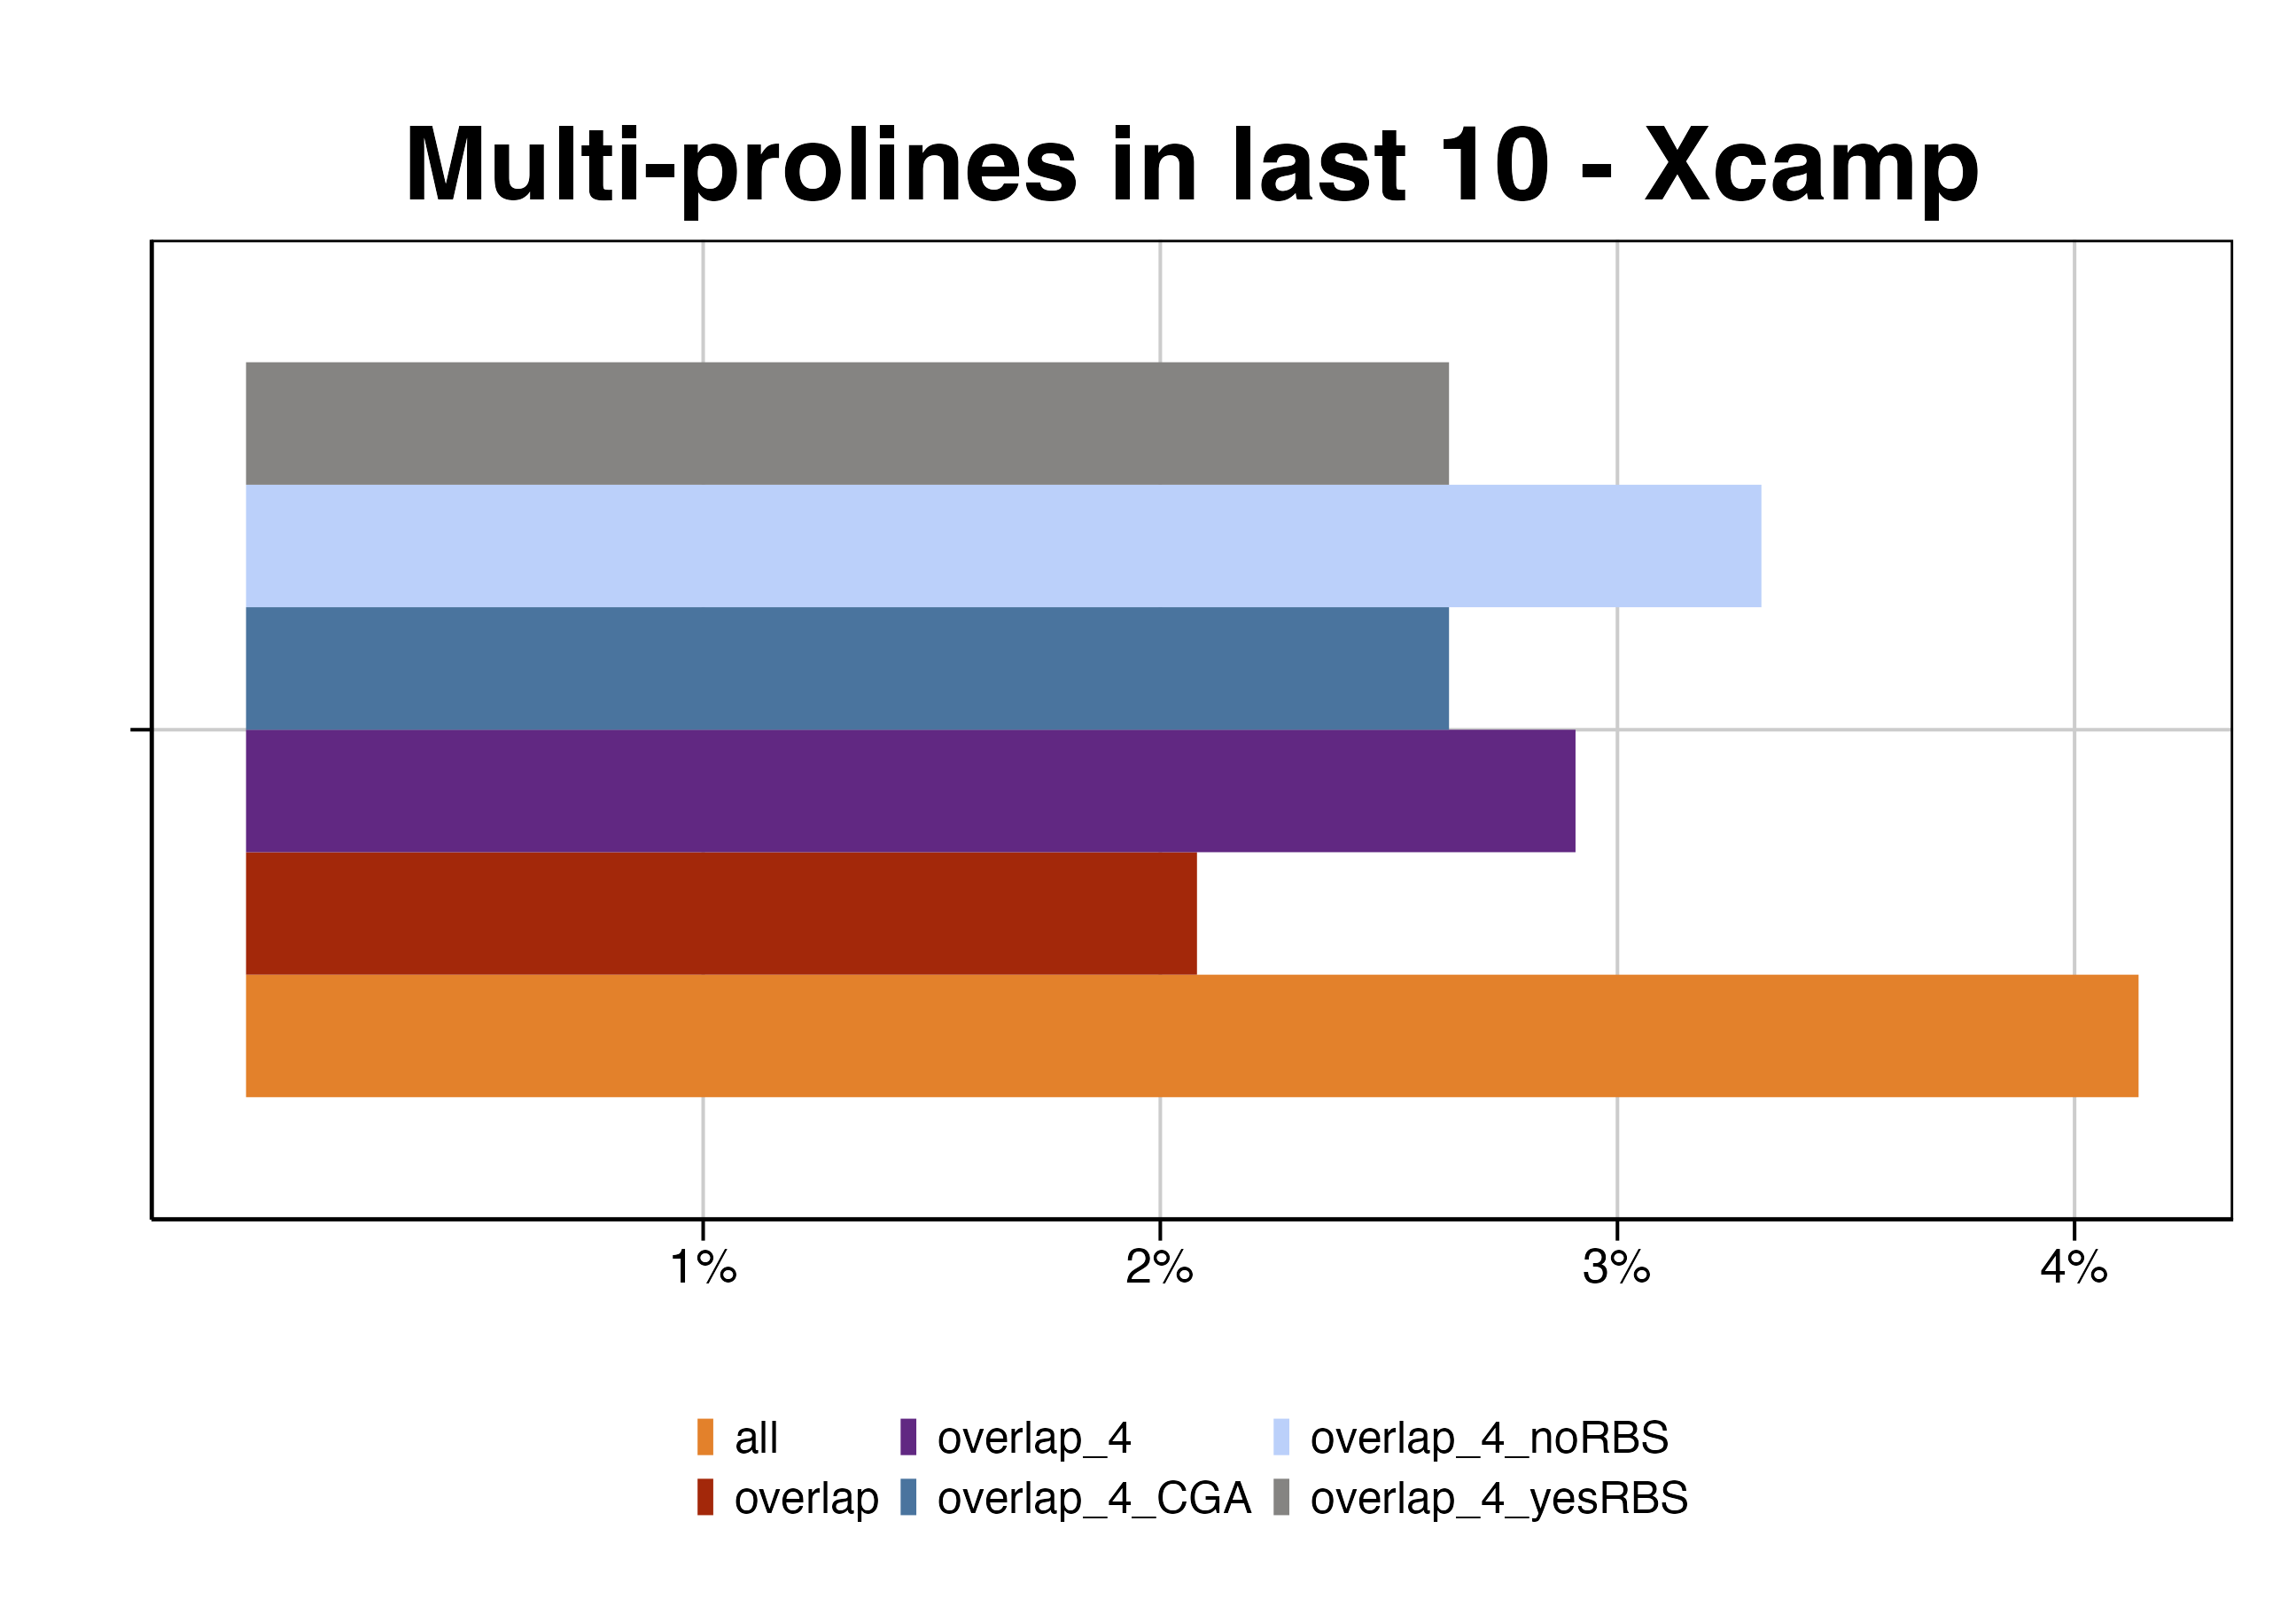 Multi-prolines in last 10 - Xcamp
1% 2% 3% 4%
all overlap_4 overlap_4_noRBS
overlap overlap_4_CGA overlap_4_yesRBS